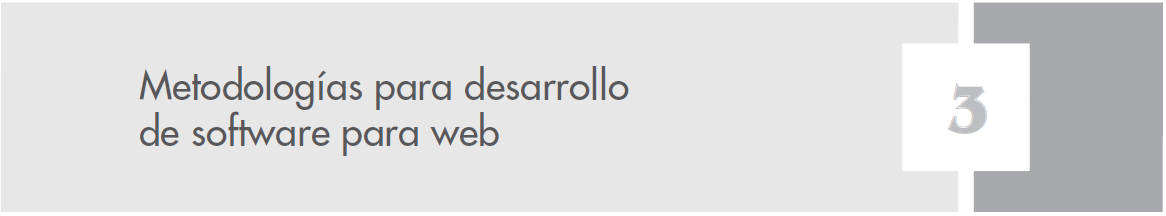 Metodologías para desarrollo
de software para web
3